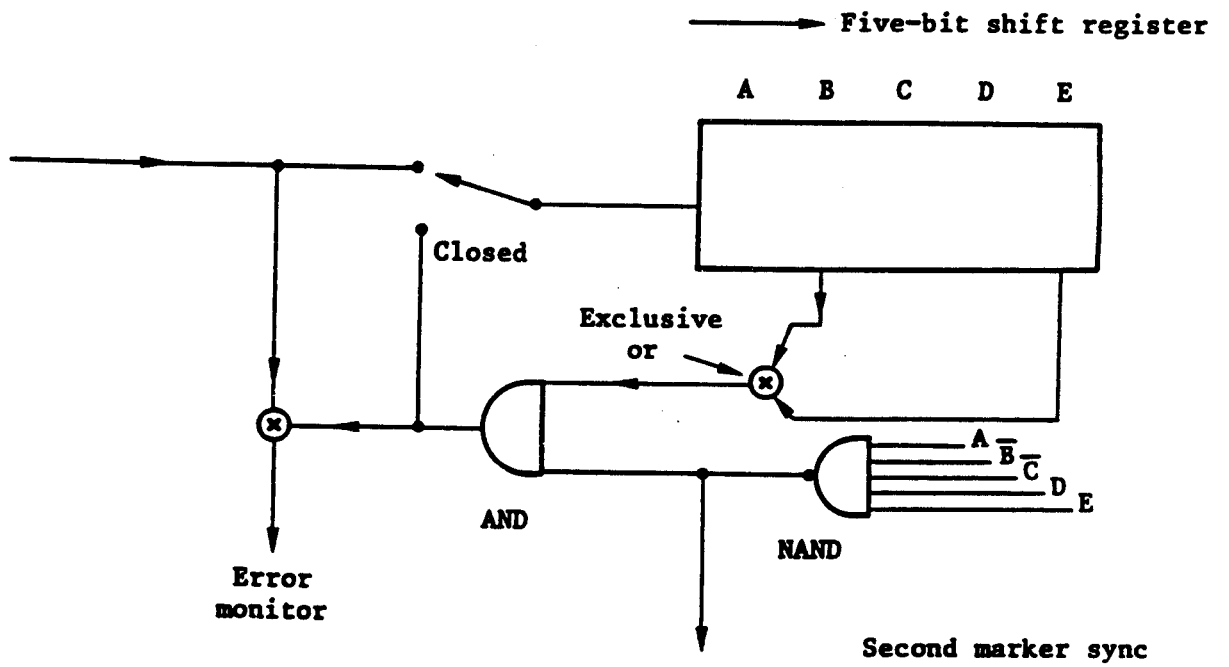 Five-bit shift register
A B C D E
Closed
Exclusive
or
A
B̅
C̅
D
E
AND
NAND
Error
monitor
Second marker sync